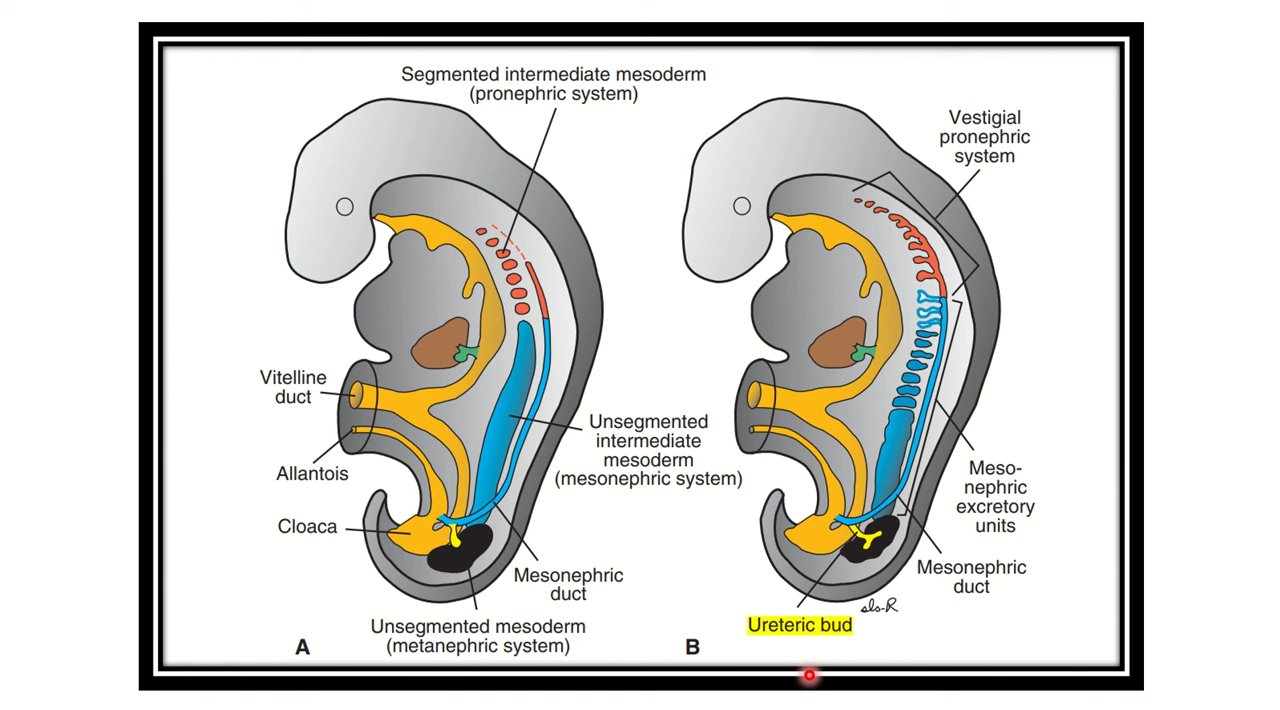 Segmented intermediate mesoderm
(pronephric system)
Vitelline
duct
Allantois
Cloaca
Unsegmented
intermediate
mesoderm
(mesonephric system)
Mesonephric
duct
Unsegmented mesoderm
(metanephric system)
A
Vestigial
pronephric
system
Meso-
nephric
excretory
units
Mesonephric
duct
Ureteric bud
sls-R
B